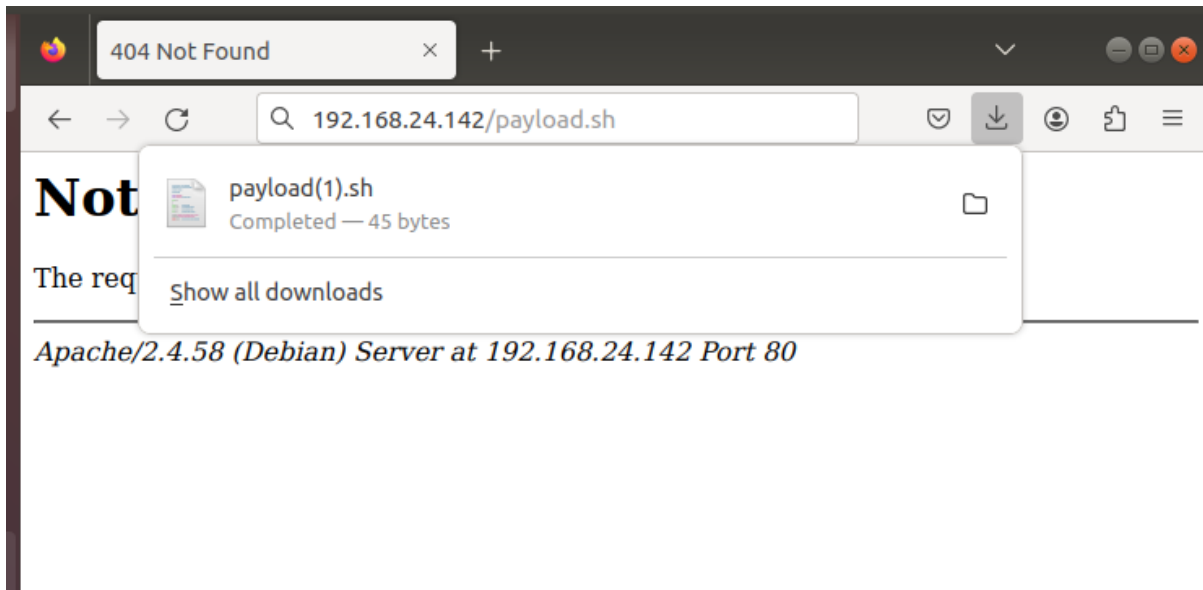 404 Not Found
192.168.24.142/payload.sh
Not
payload(1).sh
Completed — 45 bytes
The req
Show all downloads
Apache/2.4.58 (Debian) Server at 192.168.24.142 Port 80